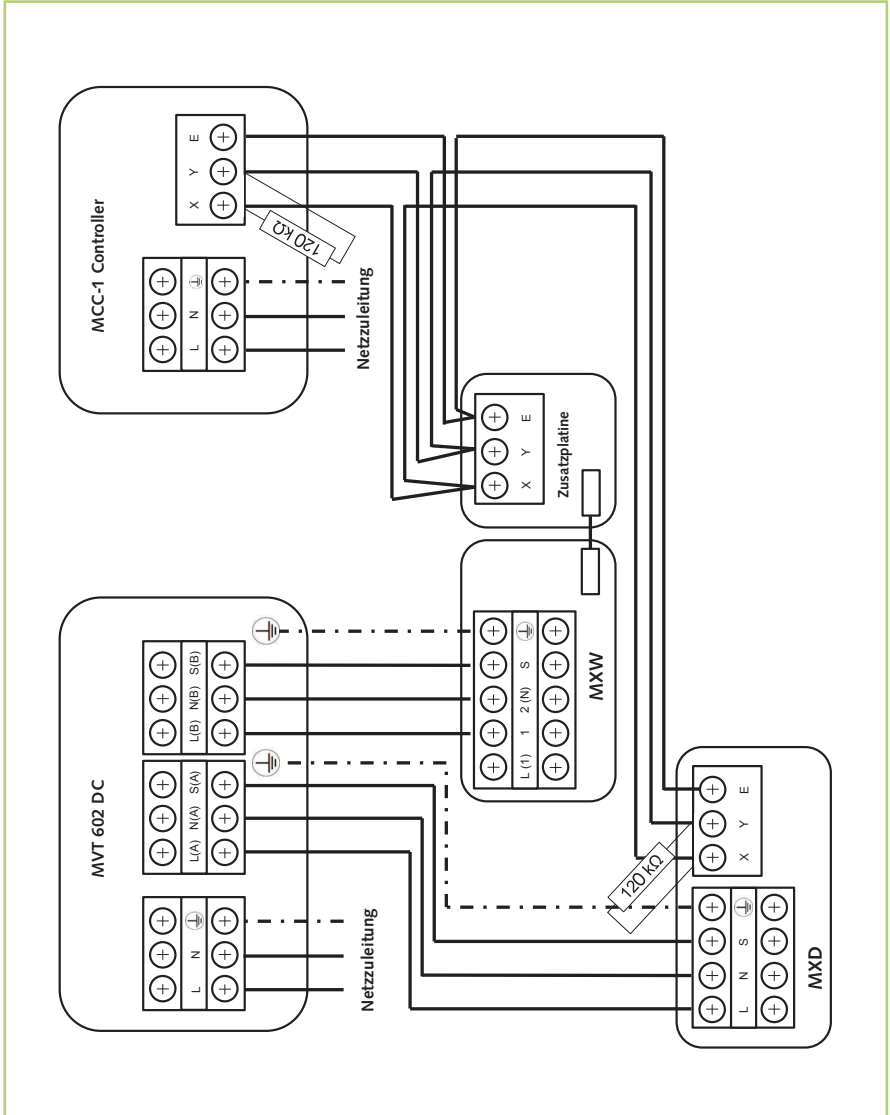 MCC-1 Controller
X Y E
120 kΩ
L N
Netzzuleitung
Zusatzplatine
X Y E
MVT 602 DC
L(B) N(B) S(B)
L(A) N(A) S(A)
L N
Netzzuleitung
MXW
L (1) 1 2 (N) S
MXD
120 kΩ
X Y E
L N S